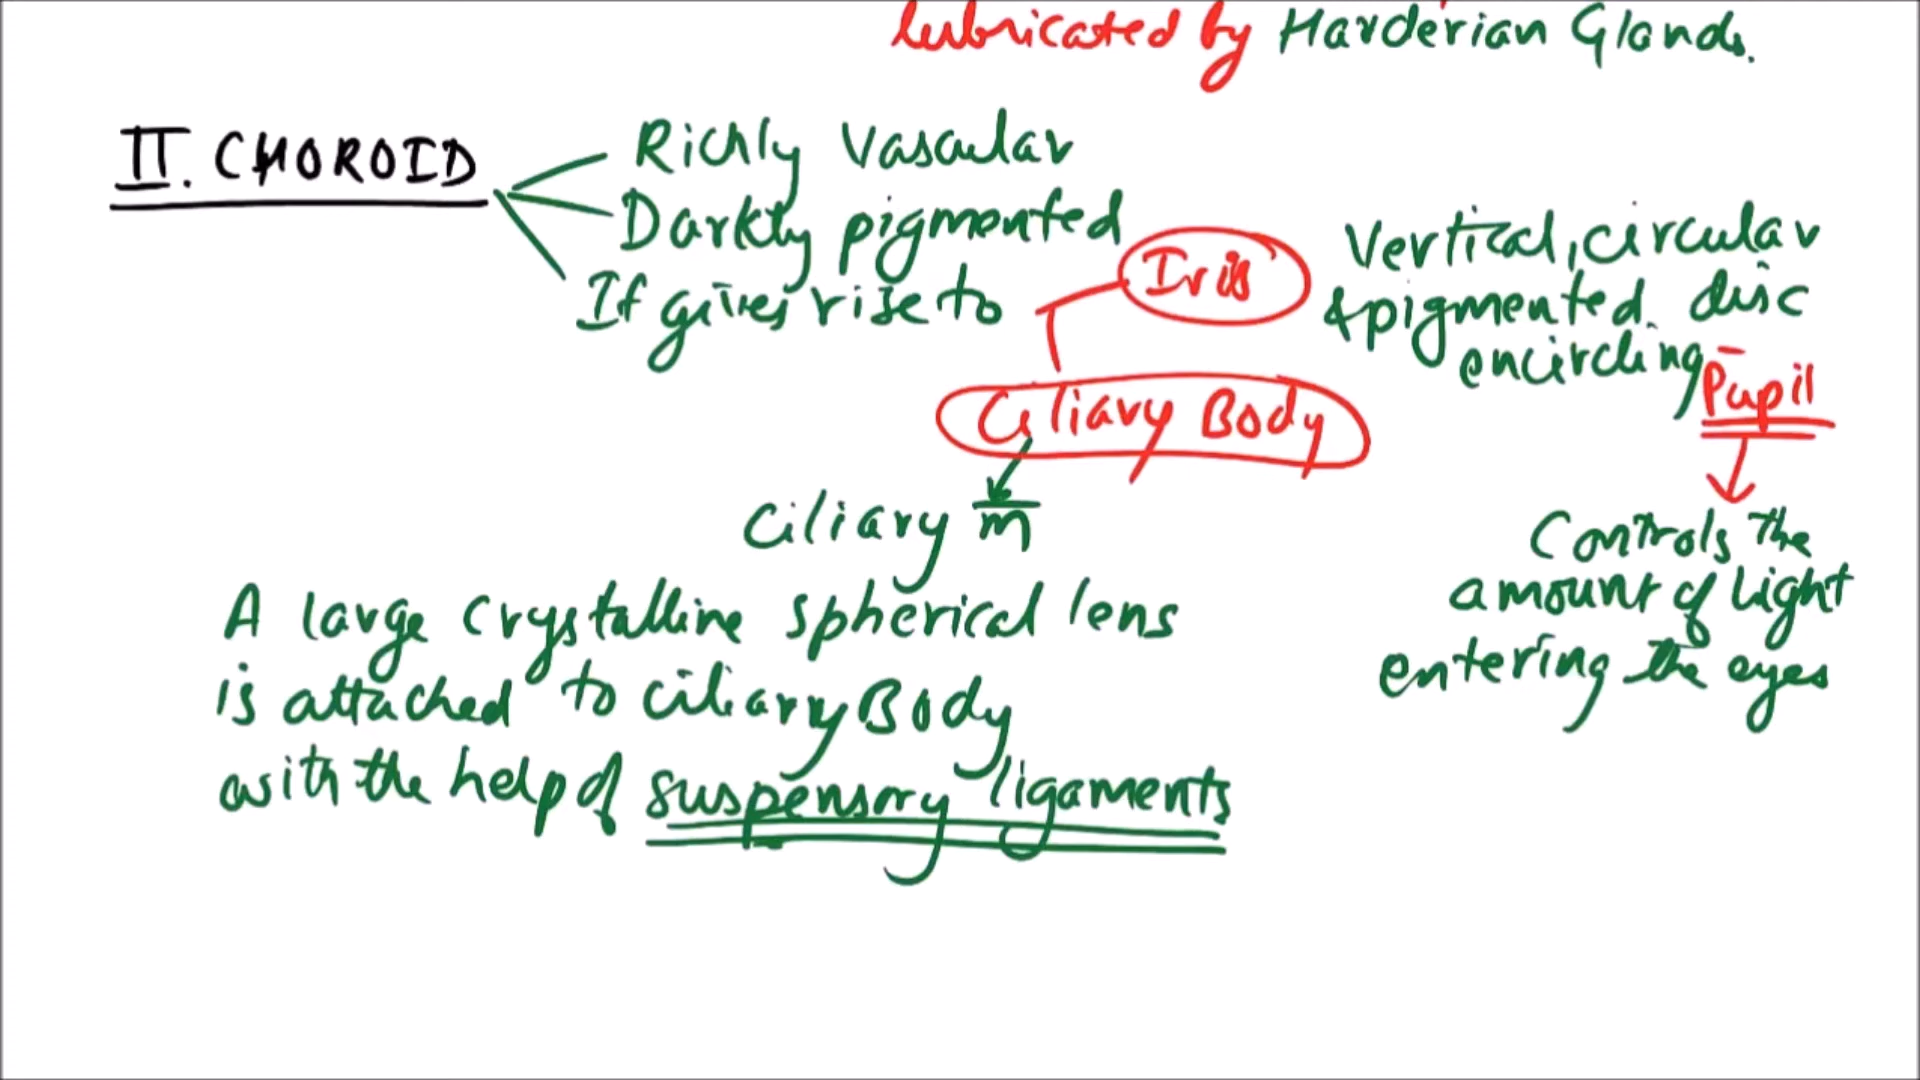 lubricated by Harderian Glands.
II. CHOROID
Richly Vascular
Darkly pigmented
It gives rise to
Iris
Vertical, circular
& pigmented disc
encircling Pupil
Ciliary Body
Ciliary m
Controls the
amount of light
entering the eyes
A large crystalline spherical lens
is attached to ciliary Body
with the help of suspensory ligaments